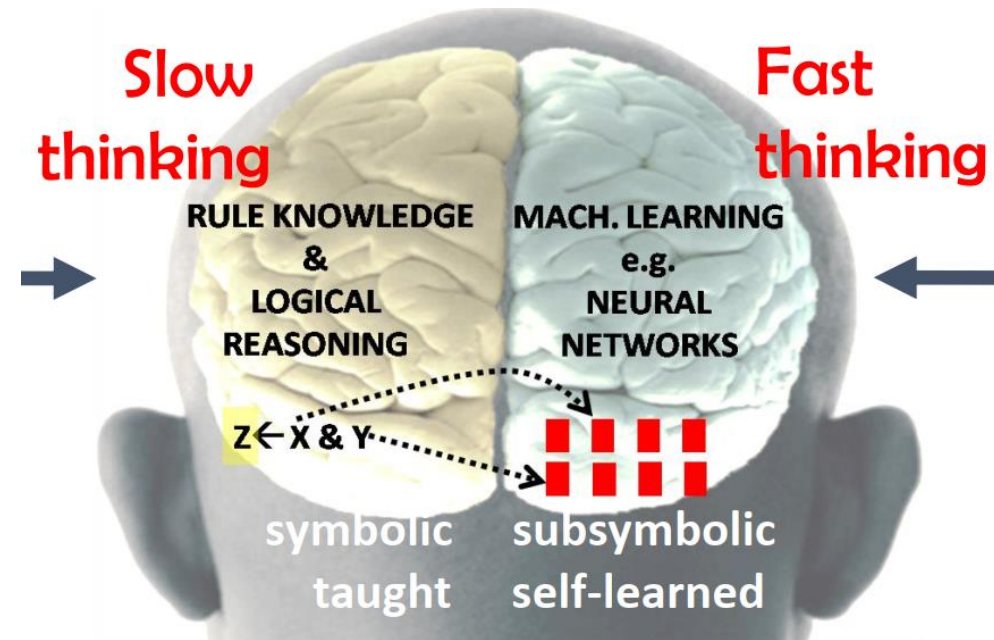 Slow
thinking
Fast
thinking
RULE KNOWLEDGE
&
LOGICAL
REASONING
MACH. LEARNING
e.g.
NEURAL
NETWORKS
Z←X & Y
symbolic
taught
subsymbolic
self-learned